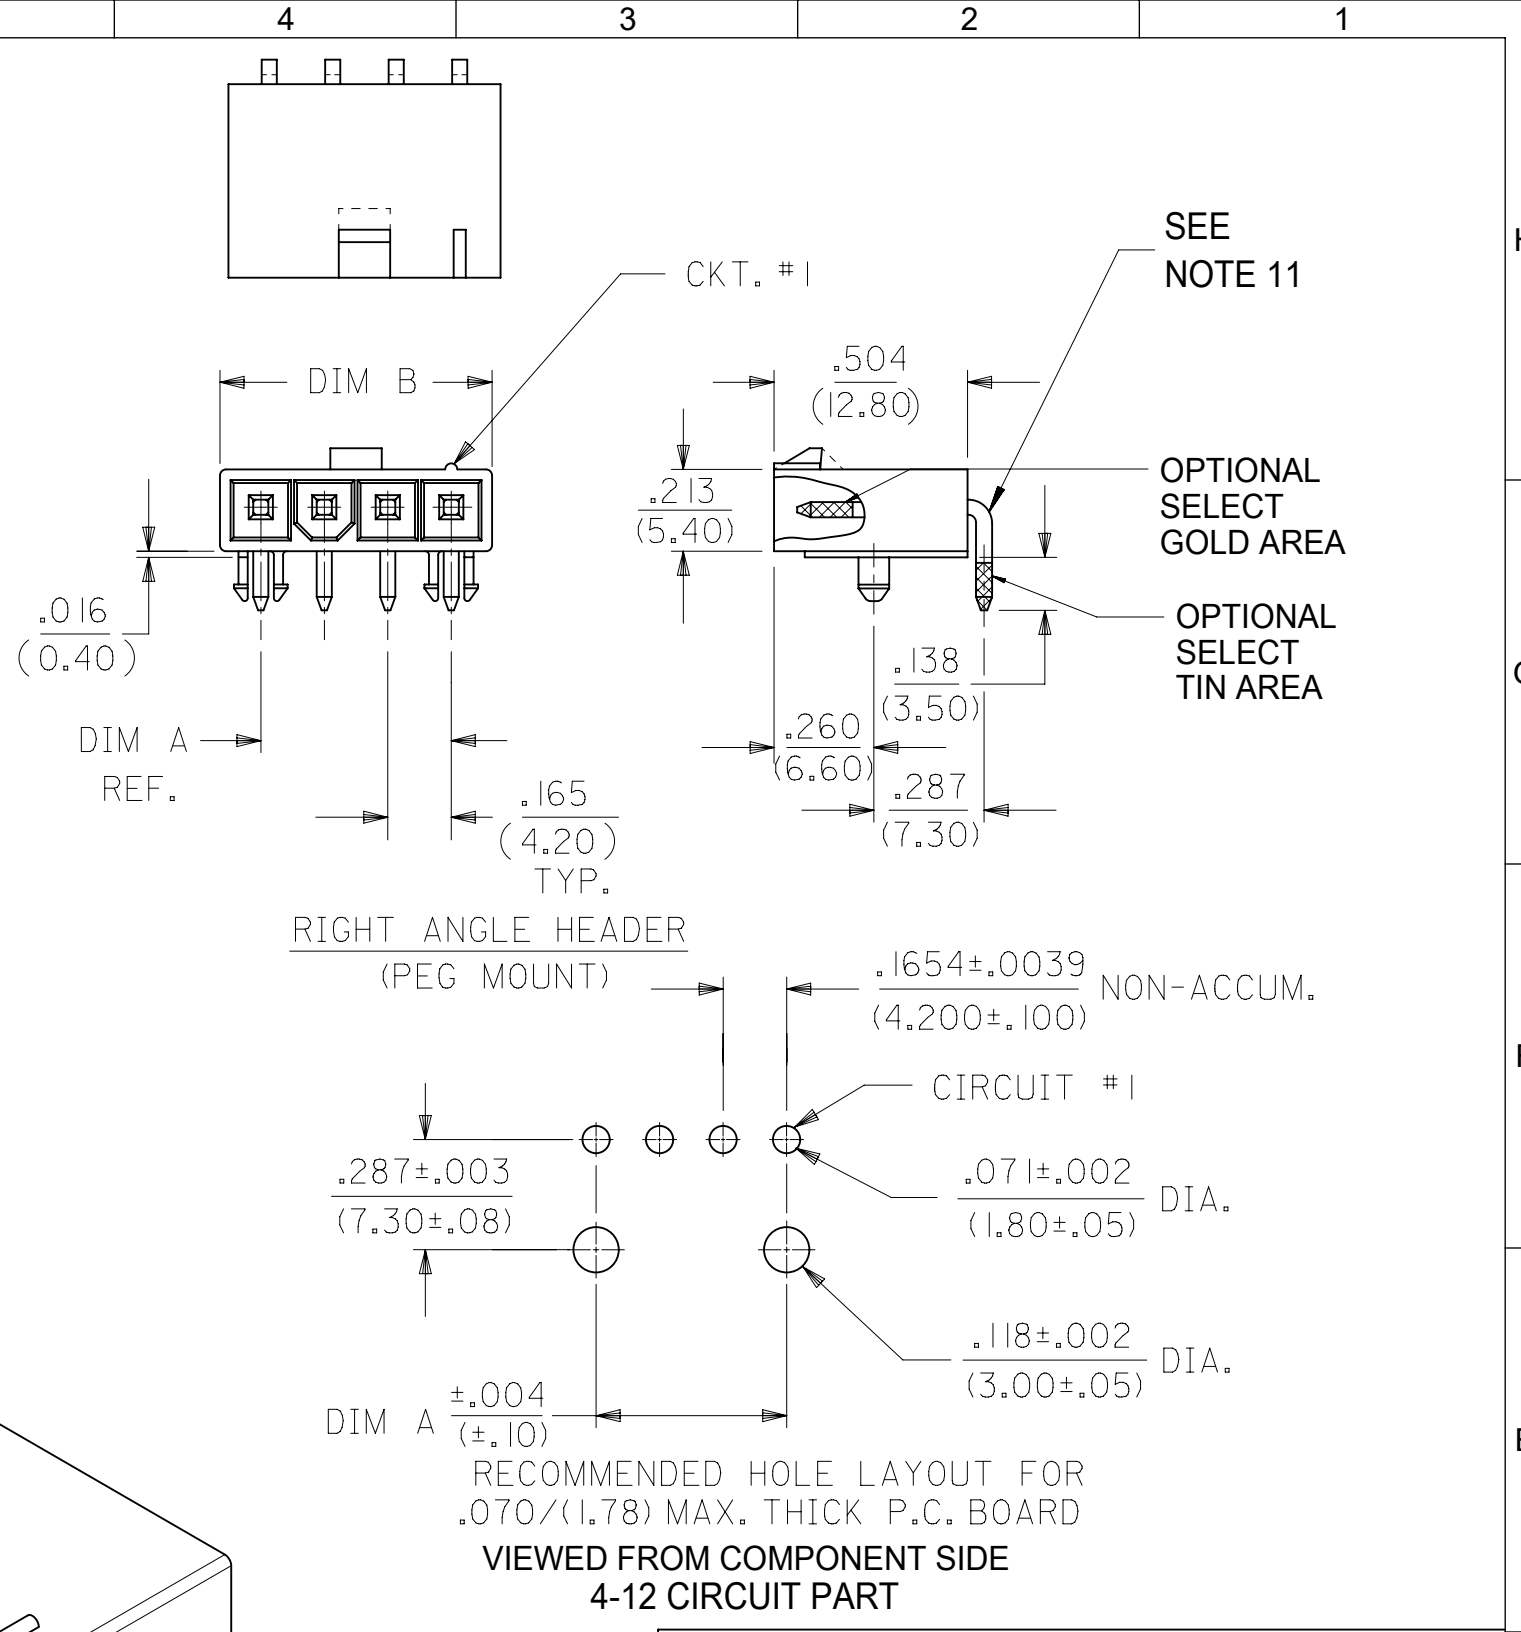 4 3 2 1
SEE
NOTE 11
CKT. #1
.504
(12.80)
DIM B
OPTIONAL
SELECT
GOLD AREA
.213
(5.40)
.016
(0.40)
OPTIONAL
SELECT
TIN AREA
.138
(3.50)
DIM A
REF.
.260
(6.60)
.287
(7.30)
.165
(4.20)
TYP.
RIGHT ANGLE HEADER
(PEG MOUNT)
.1654±.0039
(4.200±.100)
NON-ACCUM.
CIRCUIT #1
.287±.003
(7.30±.08)
.071±.002
(1.80±.05)
DIA.
.118±.002
(3.00±.05)
DIA.
DIM A ±.004
(±.10)
RECOMMENDED HOLE LAYOUT FOR
.070/(1.78) MAX. THICK P.C. BOARD
VIEWED FROM COMPONENT SIDE
4-12 CIRCUIT PART